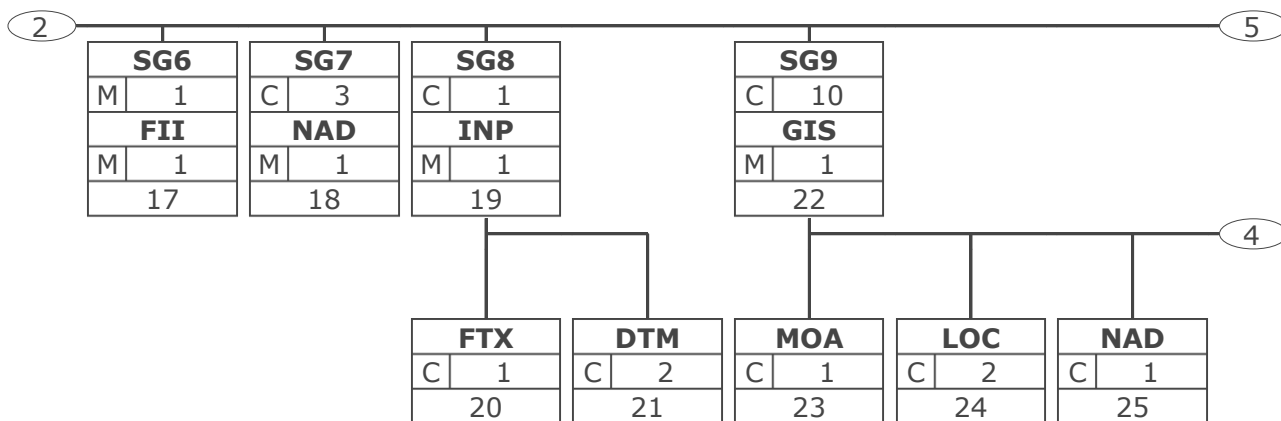 2 5
SG6 SG7 SG8 SG9
M 1 C 3 C 1 C 10
FII NAD INP GIS
M 1 M 1 M 1 M 1
17 18 19 22
4
FTX DTM MOA LOC NAD
C 1 C 2 C 1 C 2 C 1
20 21 23 24 25